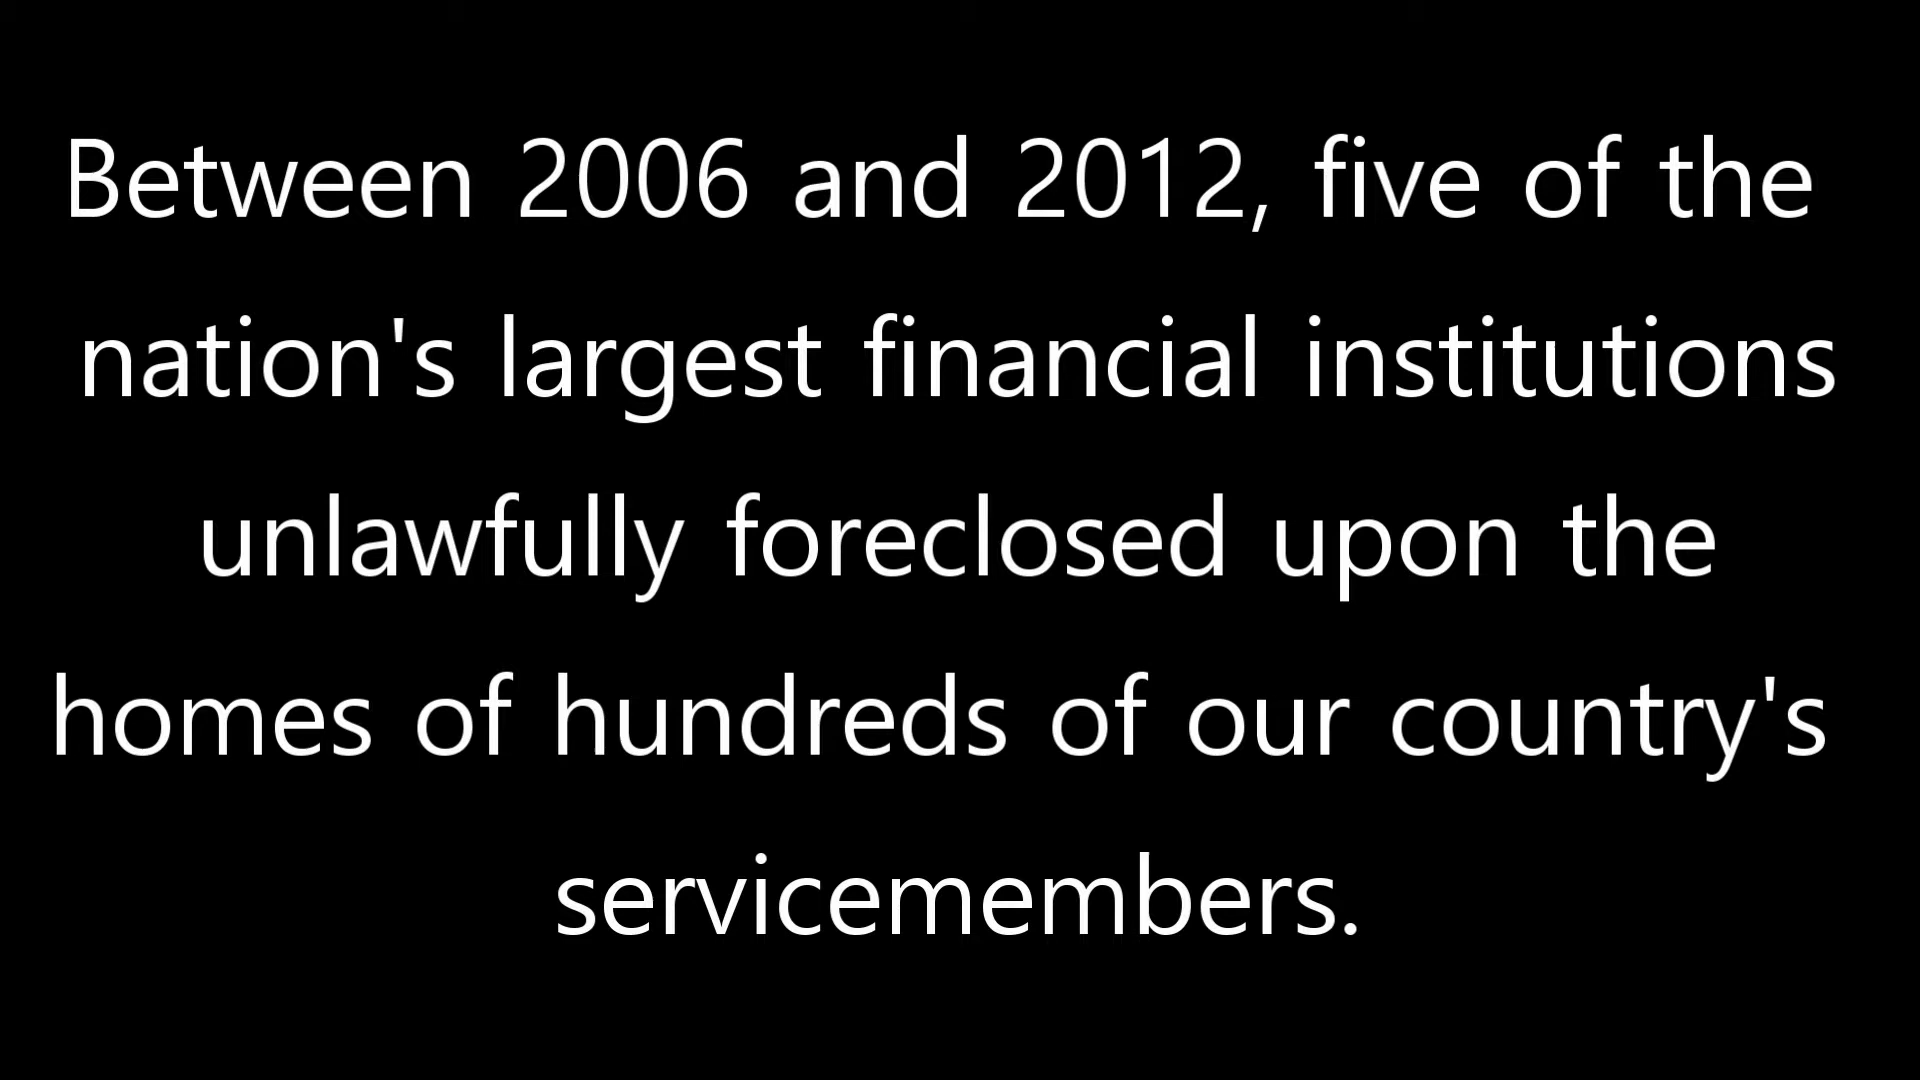 Between 2006 and 2012, five of the
nation's largest financial institutions
unlawfully foreclosed upon the
homes of hundreds of our country's
servicemembers.